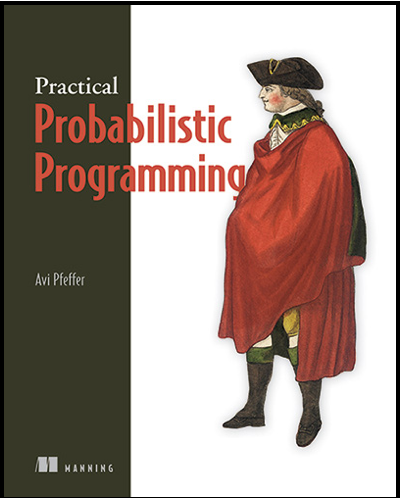 Practical
Probabilistic
Programming
Avi Pfeffer
MANNING